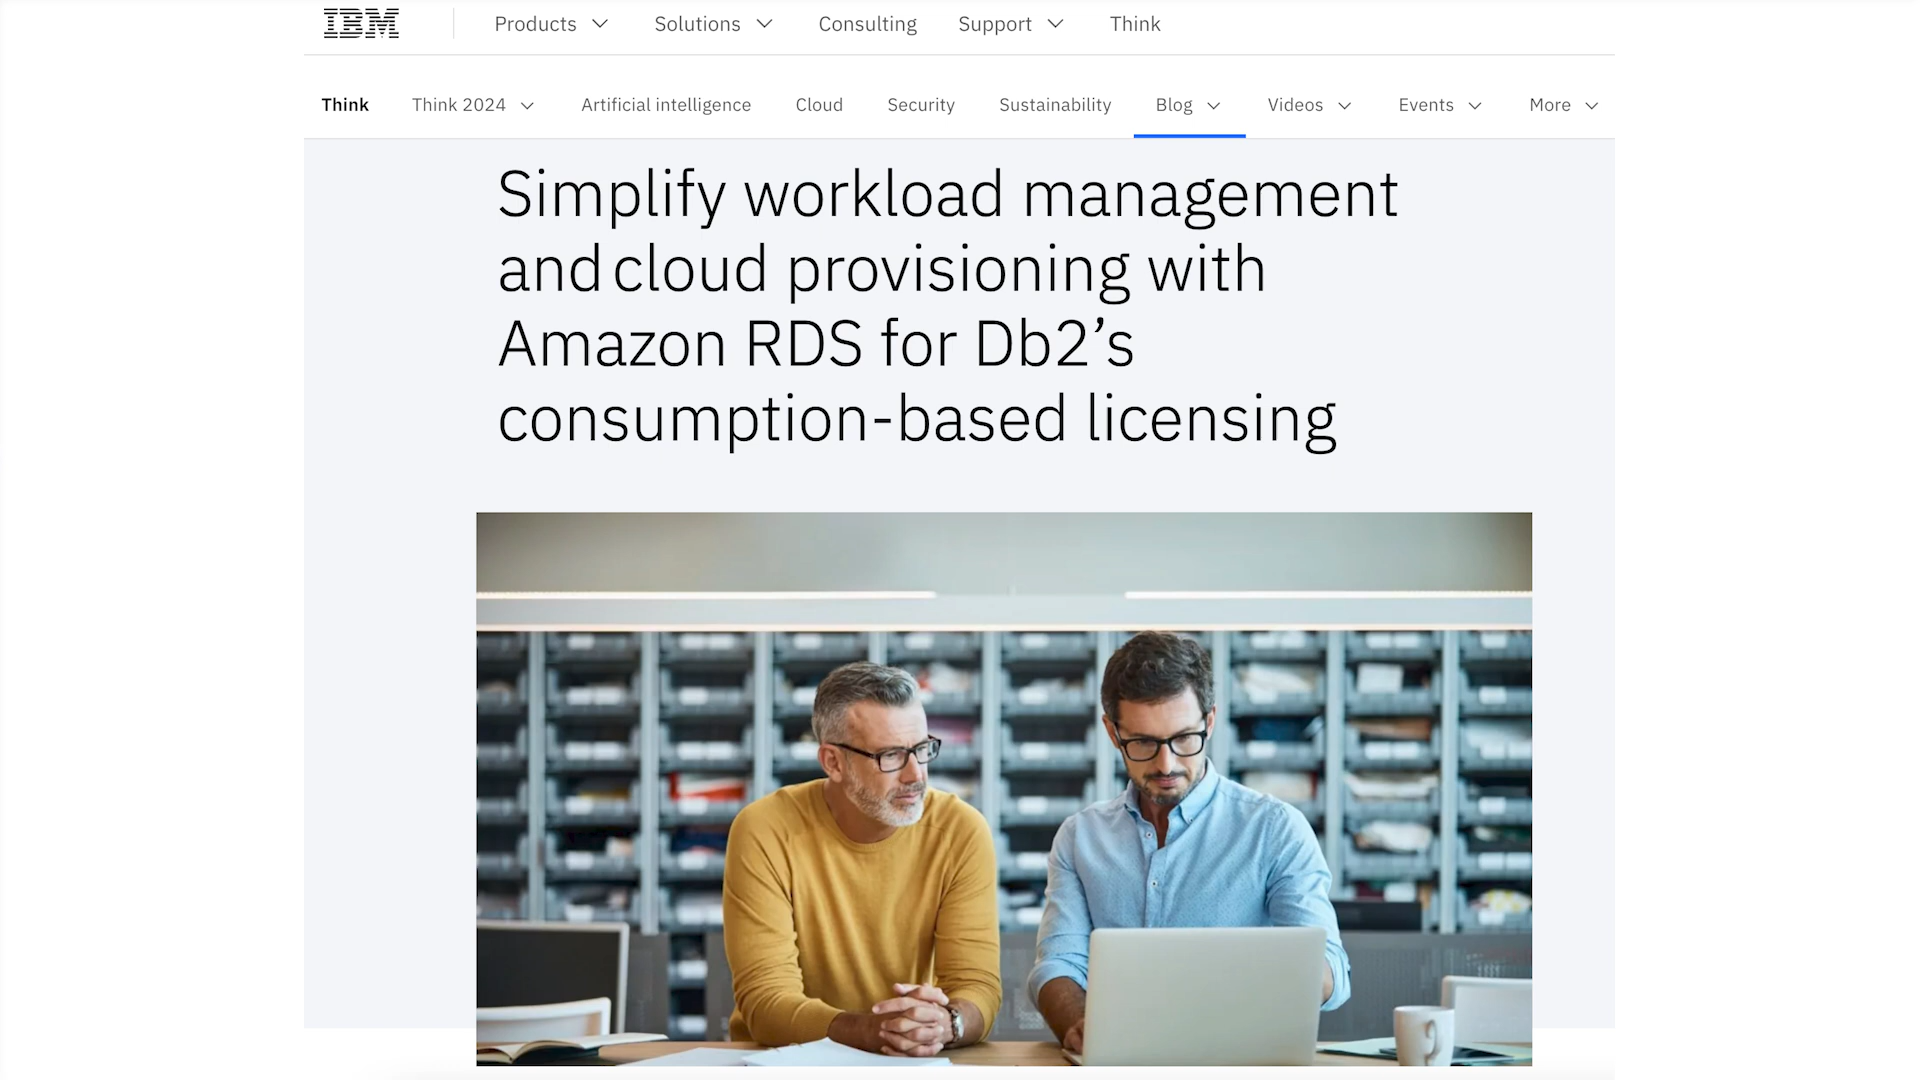 IBM
Products
Solutions
Consulting
Support
Think
Think
Think 2024
Artificial intelligence
Cloud
Security
Sustainability
Blog
Videos
Events
More
Simplify workload management
and cloud provisioning with
Amazon RDS for Db2’s
consumption-based licensing